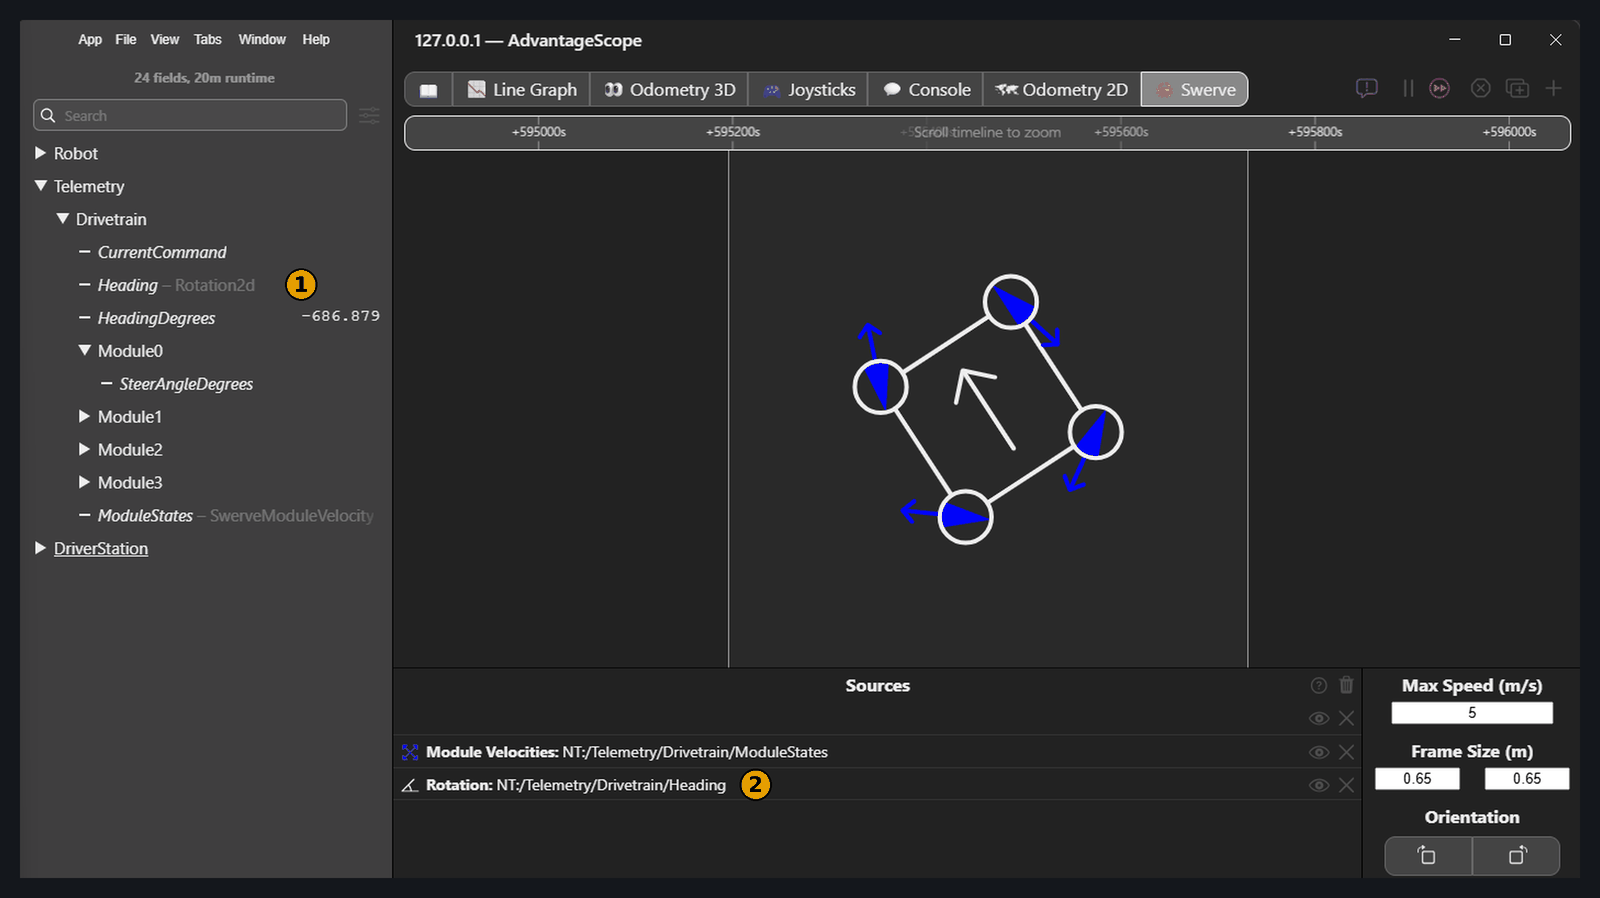 App File View Tabs Window Help
127.0.0.1 — AdvantageScope
24 fields, 20m runtime
Search
Line Graph Odometry 3D Joysticks Console Odometry 2D Swerve
+595000s +595200s Scroll timeline to zoom +595600s +595800s +596000s
Robot
Telemetry
Drivetrain
CurrentCommand
Heading – Rotation2d 1
HeadingDegrees -686.879
Module0
SteerAngleDegrees
Module1
Module2
Module3
ModuleStates – SwerveModuleVelocity
DriverStation
Sources
Module Velocities: NT:/Telemetry/Drivetrain/ModuleStates
Rotation: NT:/Telemetry/Drivetrain/Heading 2
Max Speed (m/s)
5
Frame Size (m)
0.65 0.65
Orientation